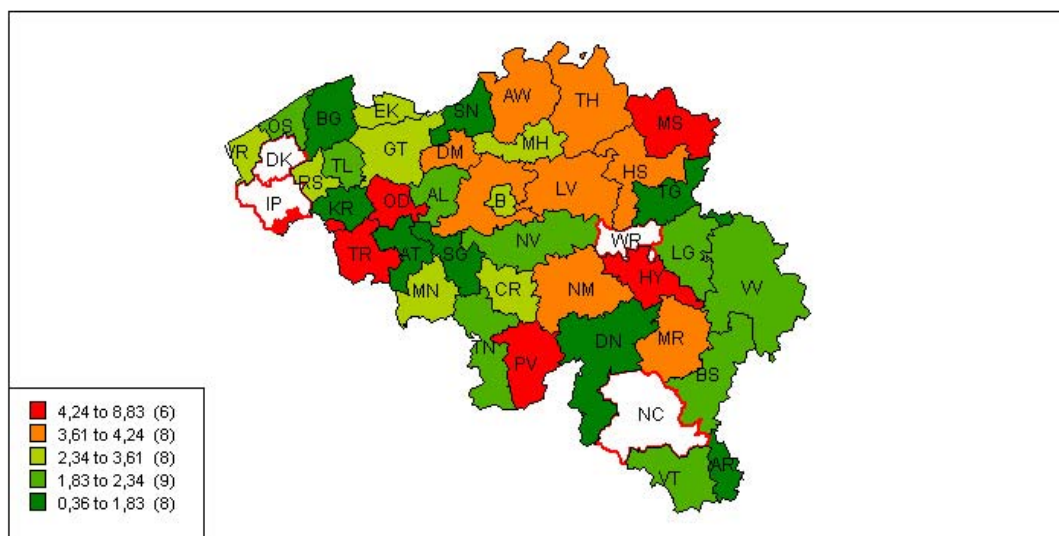 AW
TH
EK
SN
BG
MS
OS
GT
MH
VR
DK
DM
HS
TL
RS
TG
LV
IP
OD
AL
B
KR
NV
WR
TR
AT
SG
LG
HY
VV
MN
CR
NM
DN
MR
TN
PV
BS
NC
VT
AR
4,24 to 8,83 (6)
3,61 to 4,24 (8)
2,34 to 3,61 (8)
1,83 to 2,34 (9)
0,36 to 1,83 (8)